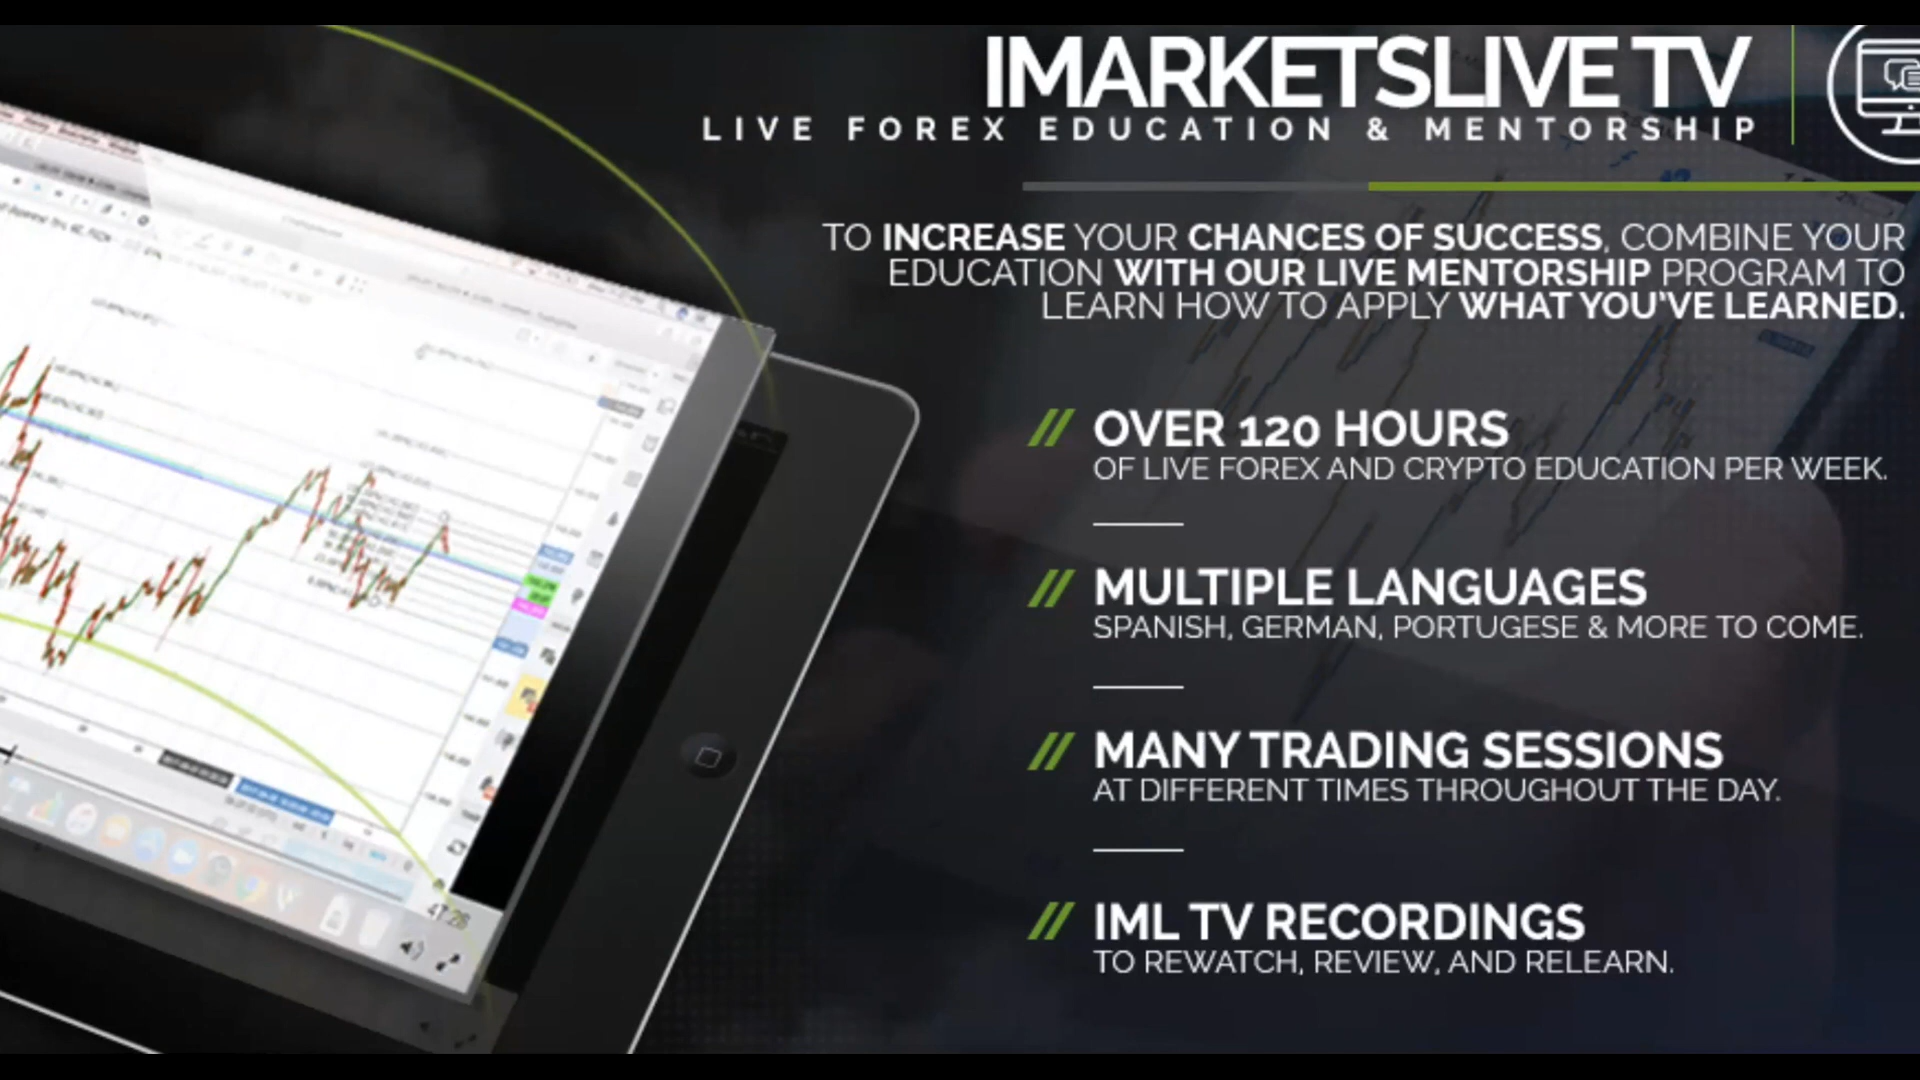 IMARKETSLIVE TV
LIVE FOREX EDUCATION & MENTORSHIP
TO INCREASE YOUR CHANCES OF SUCCESS, COMBINE YOUR
EDUCATION WITH OUR LIVE MENTORSHIP PROGRAM TO
LEARN HOW TO APPLY WHAT YOU'VE LEARNED.
// OVER 120 HOURS
OF LIVE FOREX AND CRYPTO EDUCATION PER WEEK.
// MULTIPLE LANGUAGES
SPANISH, GERMAN, PORTUGESE & MORE TO COME.
// MANY TRADING SESSIONS
AT DIFFERENT TIMES THROUGHOUT THE DAY.
// IML TV RECORDINGS
TO REWATCH, REVIEW, AND RELEARN.
47:26